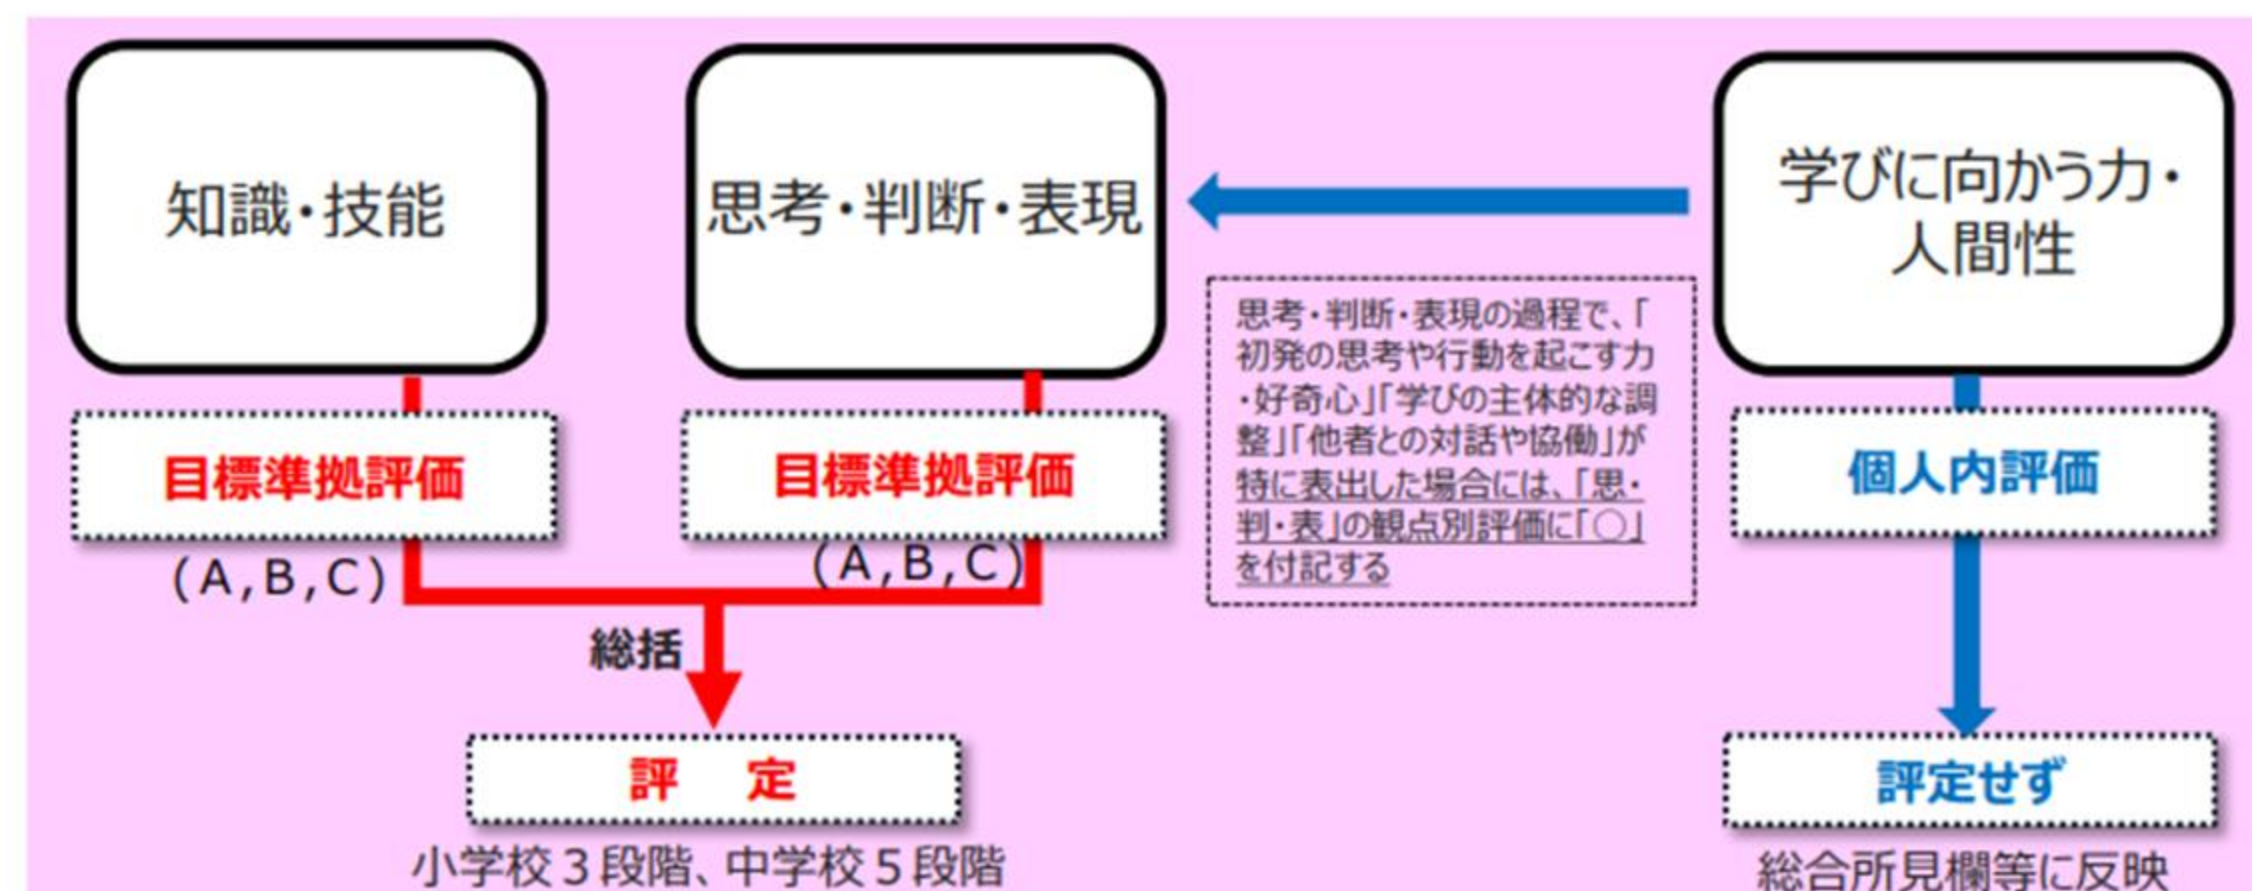 知識・技能
思考・判断・表現
学びに向かう力・
人間性
思考・判断・表現の過程で、「
初発の思考や行動を起こす力
・好奇心」「学びの主体的な調
整」「他者との対話や協働」が
特に表出した場合には、「思・
判・表」の観点別評価に「○」
を付記する
目標準拠評価
目標準拠評価
個人内評価
(A,B,C)
(A,B,C)
総括
評　定
評定せず
小学校３段階、中学校５段階
総合所見欄等に反映